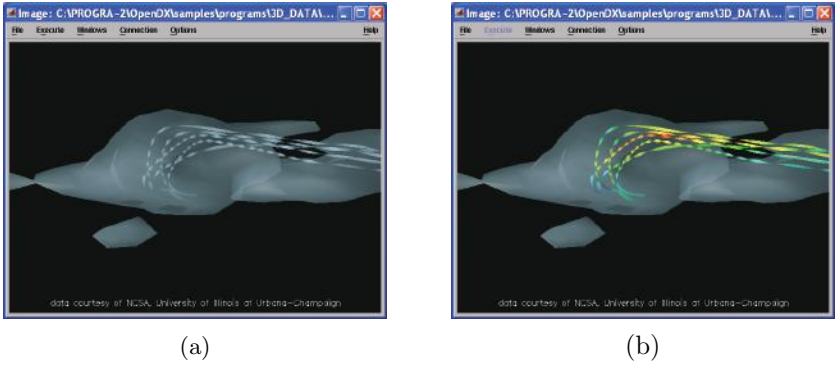 Image: C:\PROGRA~2\OpenDX\samples\programs\3D_DATA\...
File Execute Windows Connection Options Help
data courtesy of NCSA, University of Illinois at Urbana-Champaign
(a)
Image: C:\PROGRA~2\OpenDX\samples\programs\3D_DATA\...
File Execute Windows Connection Options Help
data courtesy of NCSA, University of Illinois at Urbana-Champaign
(b)